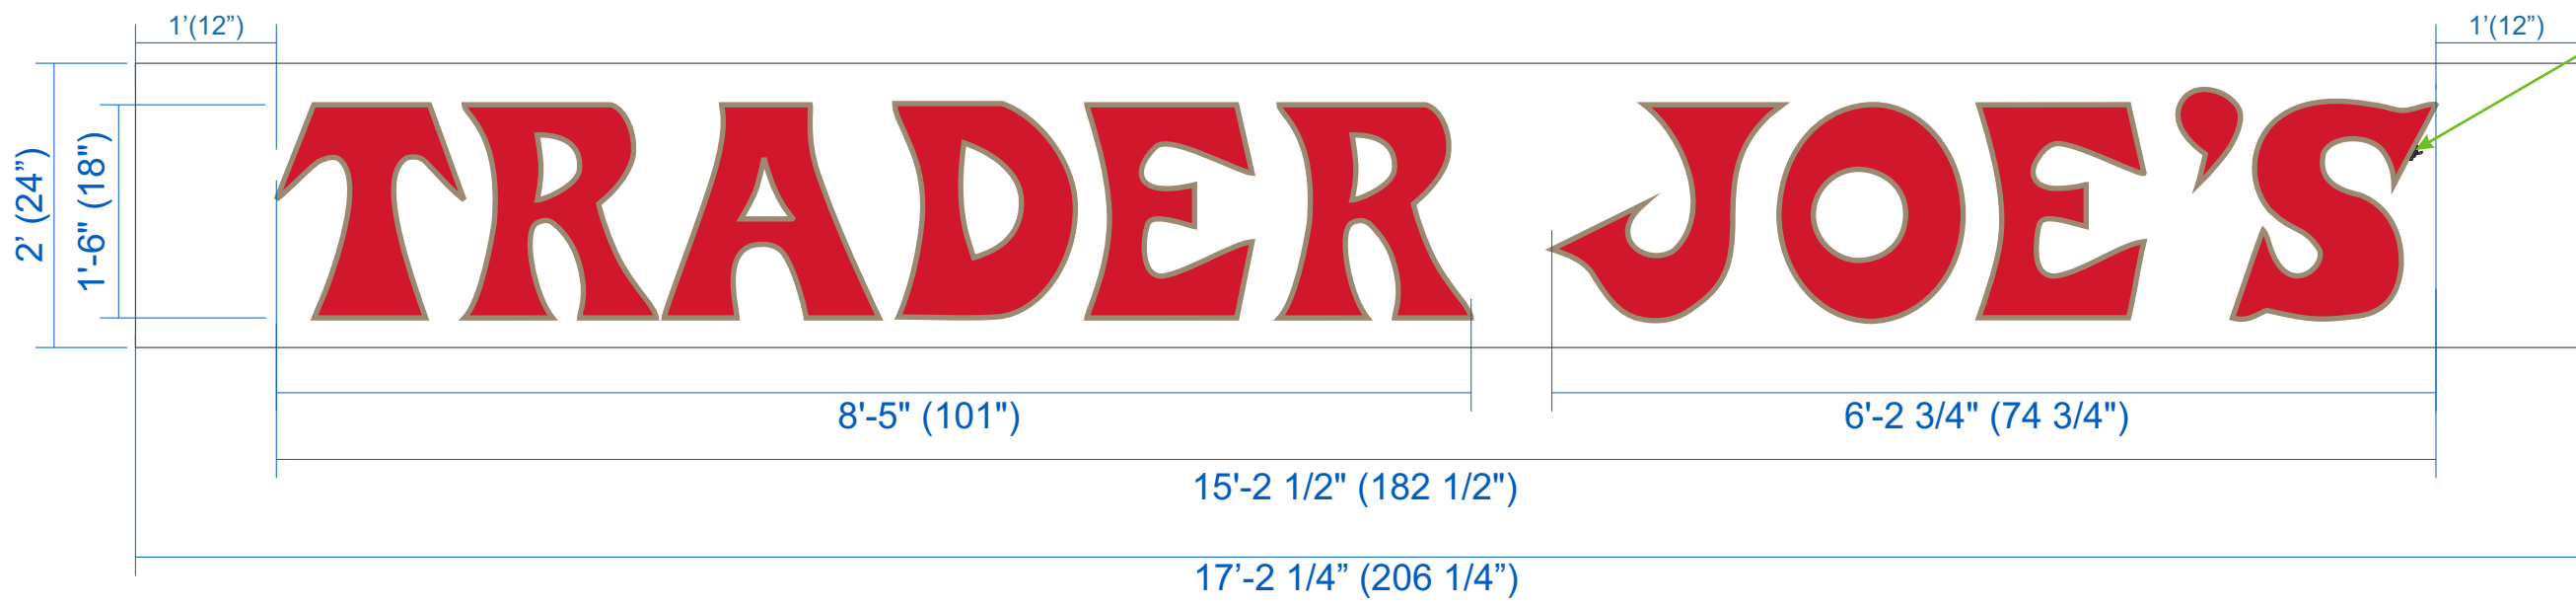 1’(12”)
1’(12”)
2’ (24”)
1'-6" (18")
TRADER JOE’S
8'-5" (101")
6'-2 3/4" (74 3/4")
15'-2 1/2" (182 1/2")
17’-2 1/4” (206 1/4”)